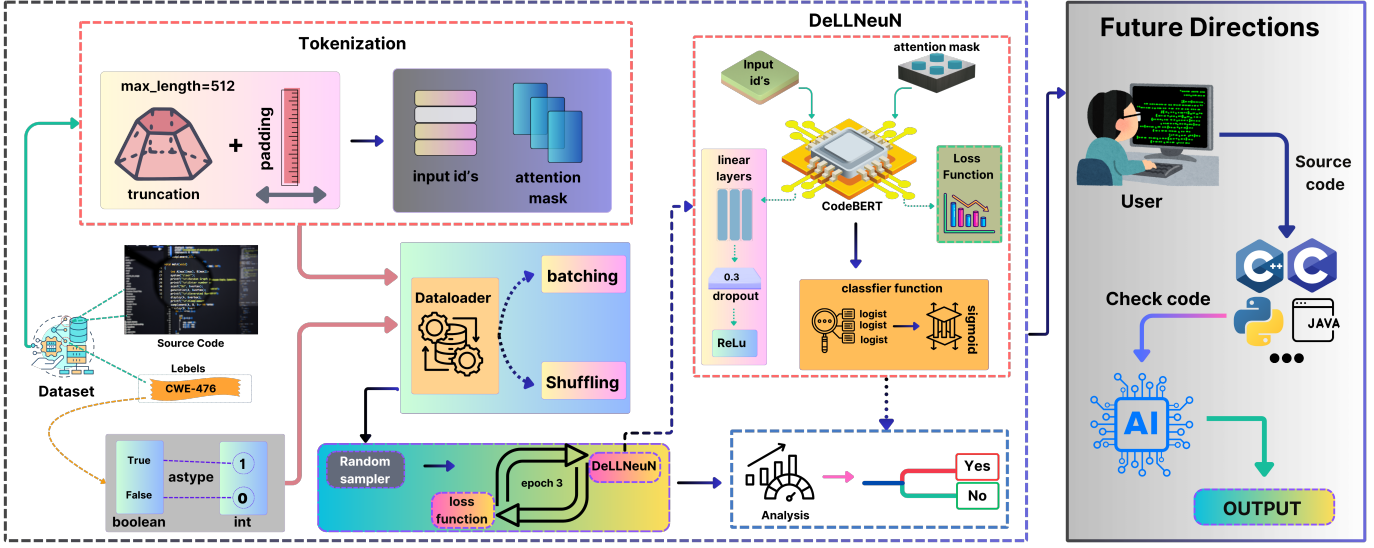 DeLLNeuN
Future Directions
Tokenization
max_length=512
truncation
+
padding
input id's
attention
mask
Input
id's
attention mask
CodeBERT
linear
layers
0.3
dropout
ReLu
Loss
Function
classfier function
logist
logist
logist
sigmoid
Source Code
Dataset
Lebels
CWE-476
True
False
astype
1
0
boolean
int
Dataloader
batching
Shuffling
Random
sampler
epoch 3
loss
function
DeLLNeuN
Analysis
Yes
No
User
Source
code
C++
C
JAVA
Check code
AI
OUTPUT